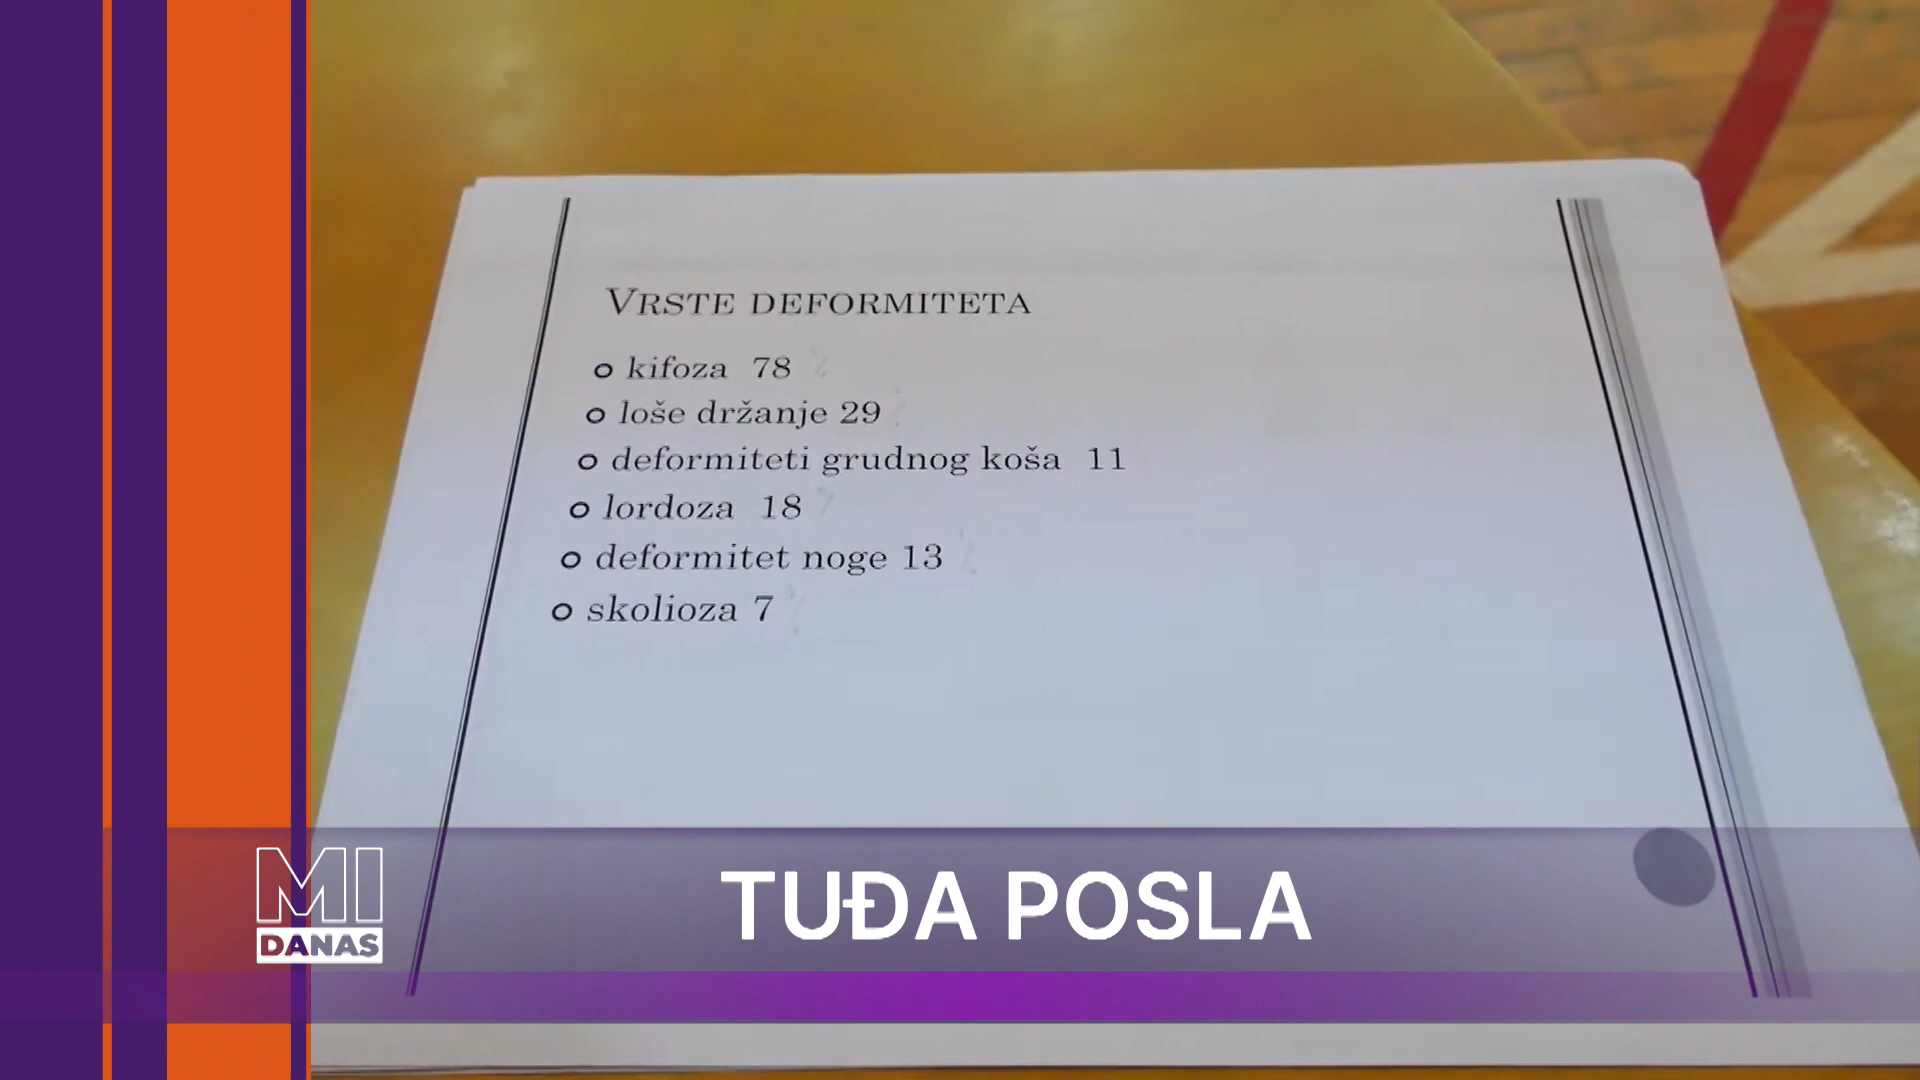 VRSTE DEFORMITETA
kifoza 78
loše držanje 29
deformiteti grudnog koša 11
lordoza 18
deformitet noge 13
skolioza 7
MI
DANAS
TUĐA POSLA